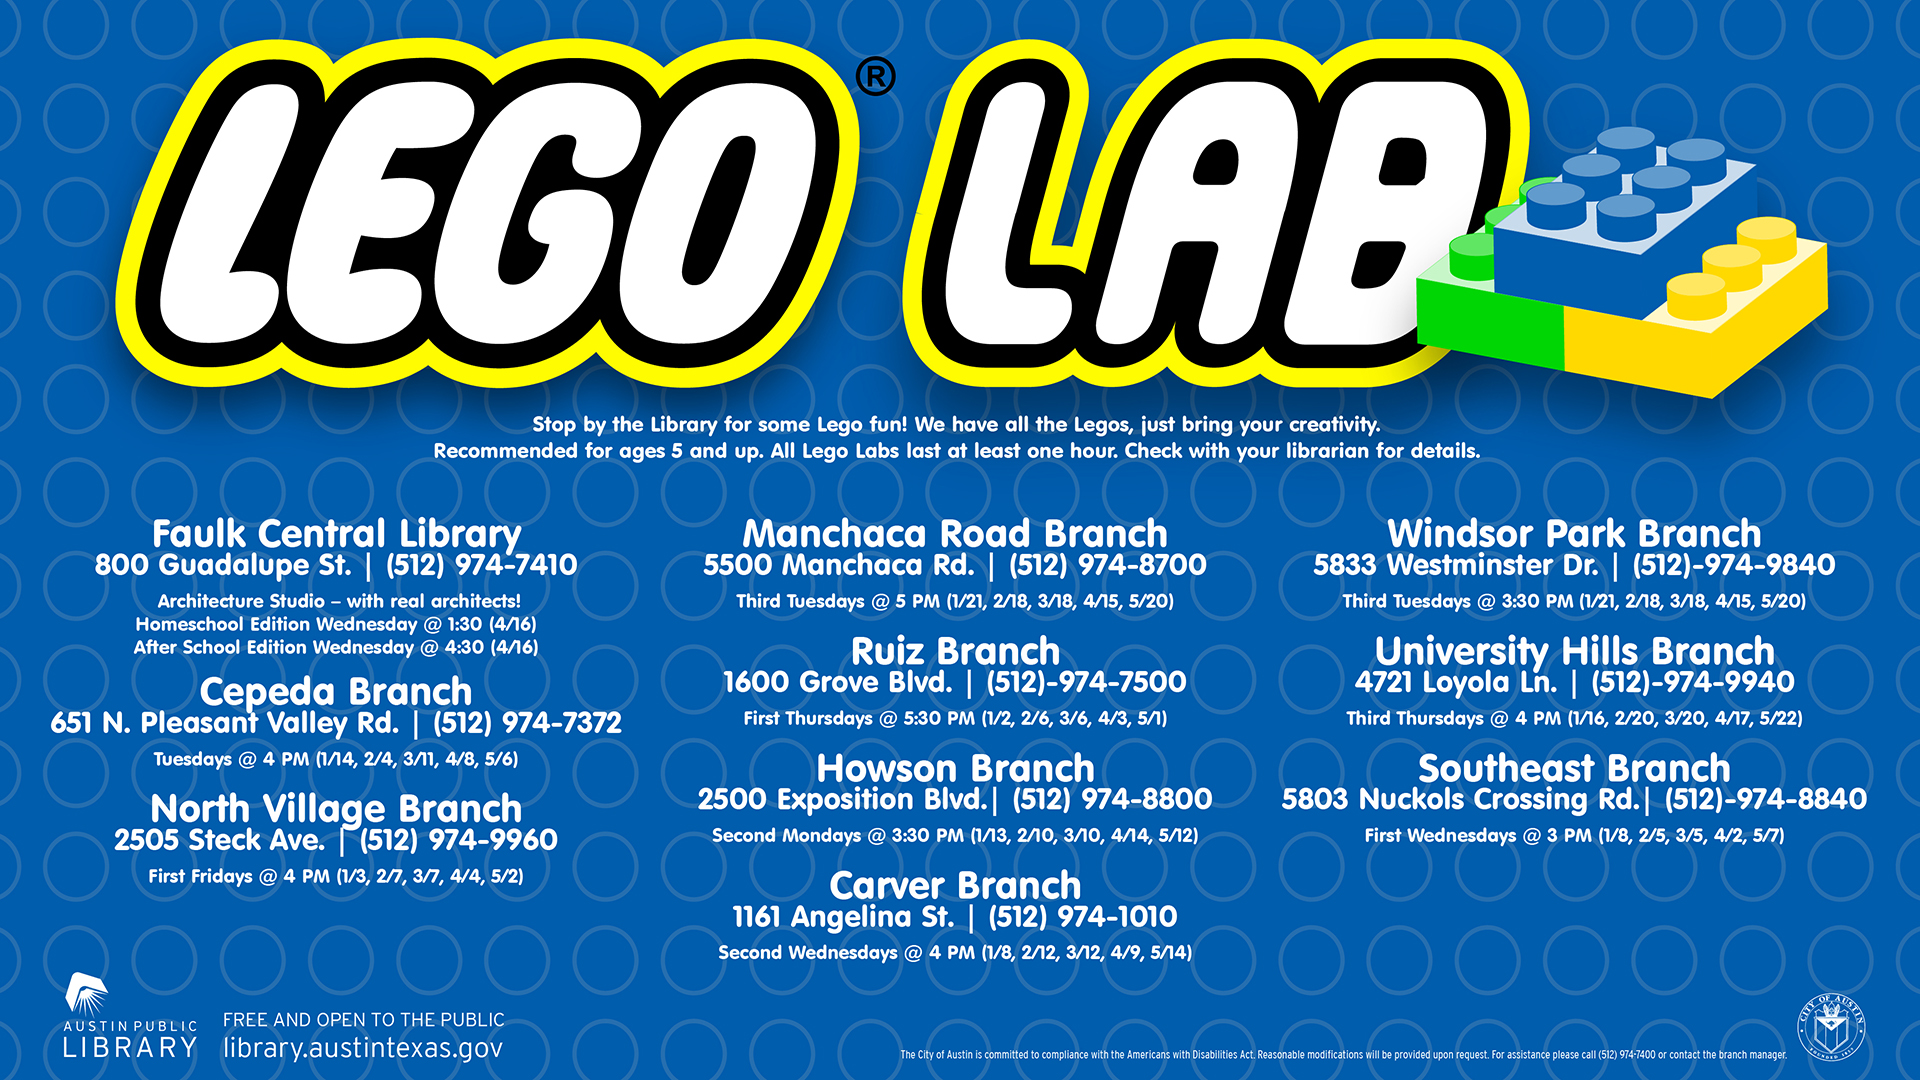 LEGO® LAB
Stop by the Library for some Lego fun! We have all the Legos, just bring your creativity.
Recommended for ages 5 and up. All Lego Labs last at least one hour. Check with your librarian for details.
Faulk Central Library
800 Guadalupe St. | (512) 974-7410
Architecture Studio – with real architects!
Homeschool Edition Wednesday @ 1:30 (4/16)
After School Edition Wednesday @ 4:30 (4/16)
Cepeda Branch
651 N. Pleasant Valley Rd. | (512) 974-7372
Tuesdays @ 4 PM (1/14, 2/4, 3/11, 4/8, 5/6)
North Village Branch
2505 Steck Ave. | (512) 974-9960
First Fridays @ 4 PM (1/3, 2/7, 3/7, 4/4, 5/2)
Manchaca Road Branch
5500 Manchaca Rd. | (512) 974-8700
Third Tuesdays @ 5 PM (1/21, 2/18, 3/18, 4/15, 5/20)
Ruiz Branch
1600 Grove Blvd. | (512)-974-7500
First Thursdays @ 5:30 PM (1/2, 2/6, 3/6, 4/3, 5/1)
Howson Branch
2500 Exposition Blvd.| (512) 974-8800
Second Mondays @ 3:30 PM (1/13, 2/10, 3/10, 4/14, 5/12)
Carver Branch
1161 Angelina St. | (512) 974-1010
Second Wednesdays @ 4 PM (1/8, 2/12, 3/12, 4/9, 5/14)
Windsor Park Branch
5833 Westminster Dr. | (512)-974-9840
Third Tuesdays @ 3:30 PM (1/21, 2/18, 3/18, 4/15, 5/20)
University Hills Branch
4721 Loyola Ln. | (512)-974-9940
Third Thursdays @ 4 PM (1/16, 2/20, 3/20, 4/17, 5/22)
Southeast Branch
5803 Nuckols Crossing Rd.| (512)-974-8840
First Wednesdays @ 3 PM (1/8, 2/5, 3/5, 4/2, 5/7)
AUSTIN PUBLIC
LIBRARY
FREE AND OPEN TO THE PUBLIC
library.austintexas.gov
The City of Austin is committed to compliance with the Americans with Disabilities Act. Reasonable modifications will be provided upon request. For assistance please call (512) 974-7400 or contact the branch manager.
CITY OF AUSTIN
FOUNDED 1839